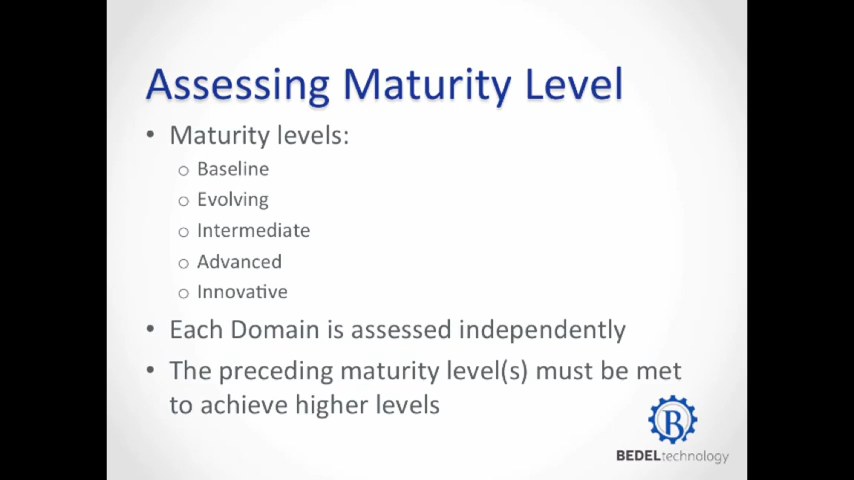 Assessing Maturity Level
• Maturity levels:
o Baseline
o Evolving
o Intermediate
o Advanced
o Innovative
• Each Domain is assessed independently
• The preceding maturity level(s) must be met
to achieve higher levels
B
BEDELtechnology